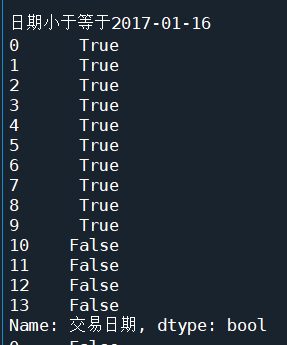 日期小于等于2017-01-16
0      True
1      True
2      True
3      True
4      True
5      True
6      True
7      True
8      True
9      True
10    False
11    False
12    False
13    False
Name: 交易日期, dtype: bool